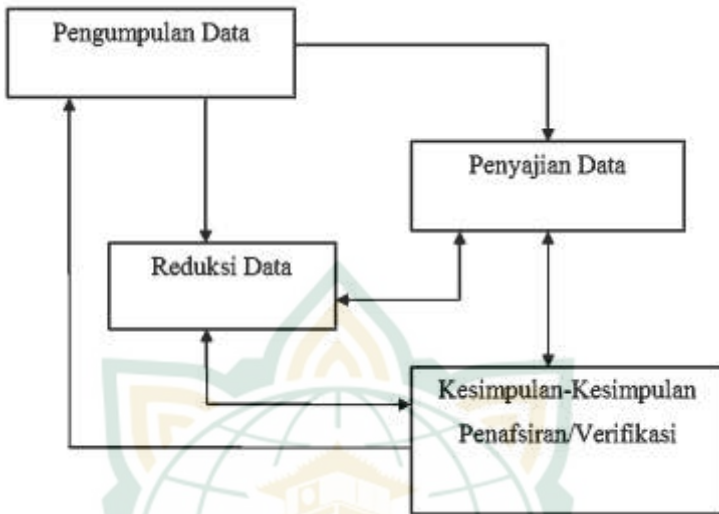 Pengumpulan Data
Penyajian Data
Reduksi Data
Kesimpulan-Kesimpulan
Penafsiran/Verifikasi